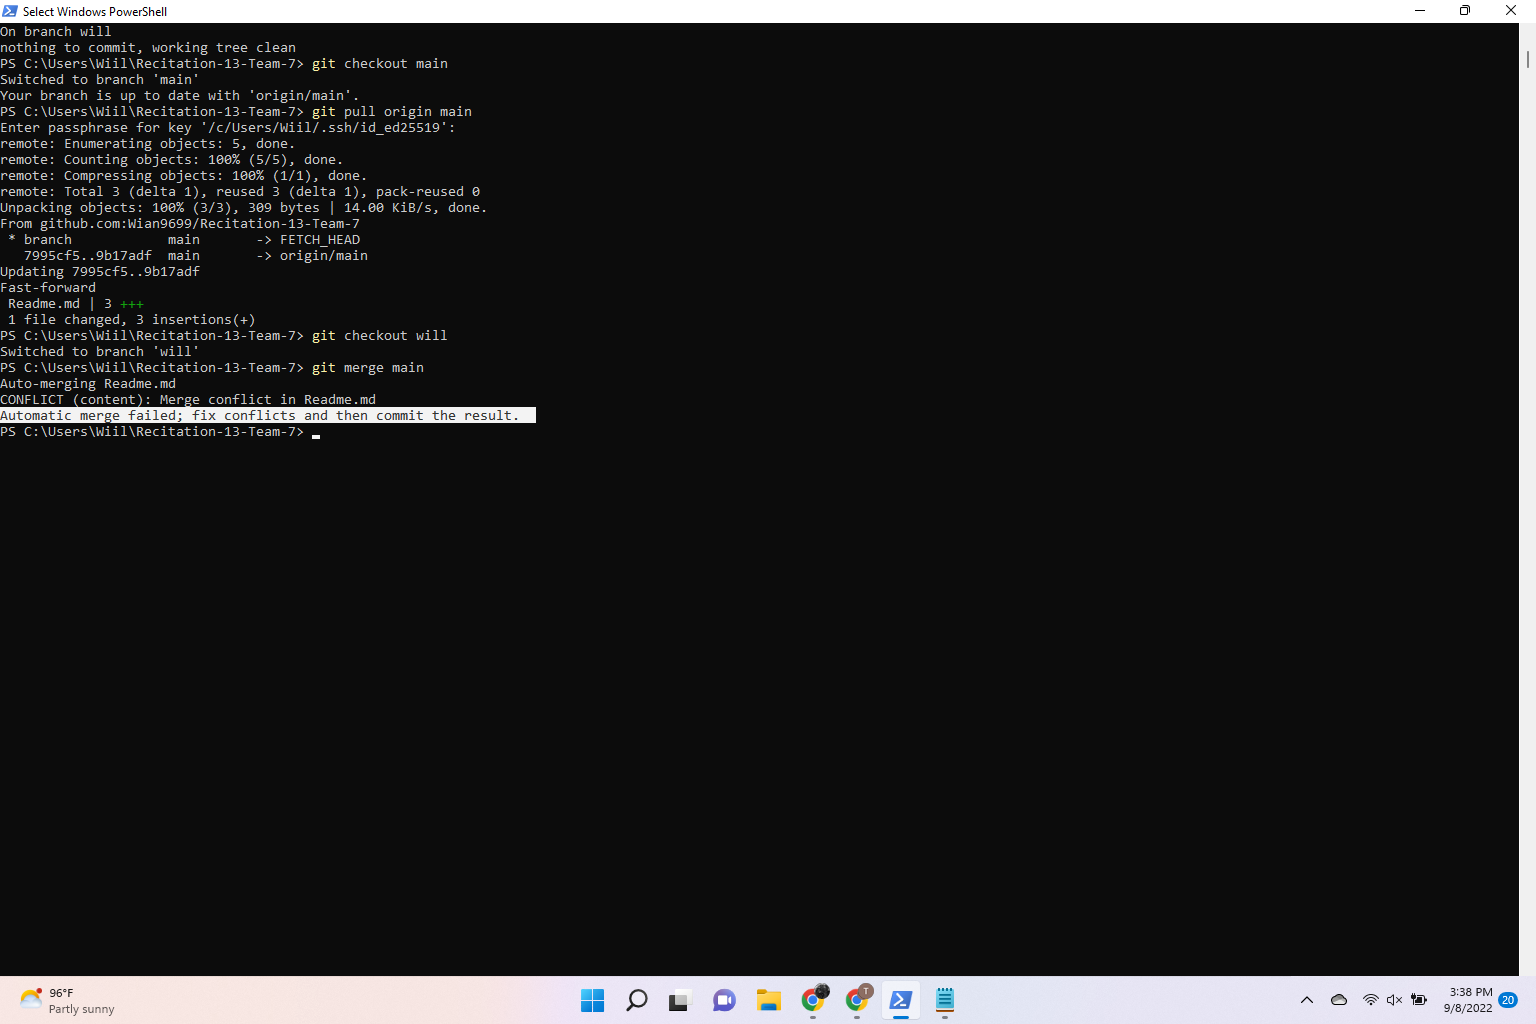 Select Windows PowerShell
On branch will
nothing to commit, working tree clean
PS C:\Users\Wiil\Recitation-13-Team-7> git checkout main
Switched to branch 'main'
Your branch is up to date with 'origin/main'.
PS C:\Users\Wiil\Recitation-13-Team-7> git pull origin main
Enter passphrase for key '/c/Users/Wiil/.ssh/id_ed25519':
remote: Enumerating objects: 5, done.
remote: Counting objects: 100% (5/5), done.
remote: Compressing objects: 100% (1/1), done.
remote: Total 3 (delta 1), reused 3 (delta 1), pack-reused 0
Unpacking objects: 100% (3/3), 309 bytes | 14.00 KiB/s, done.
From github.com:Wian9699/Recitation-13-Team-7
 * branch            main       -> FETCH_HEAD
   7995cf5..9b17adf  main       -> origin/main
Updating 7995cf5..9b17adf
Fast-forward
 Readme.md | 3 +++
 1 file changed, 3 insertions(+)
PS C:\Users\Wiil\Recitation-13-Team-7> git checkout will
Switched to branch 'will'
PS C:\Users\Wiil\Recitation-13-Team-7> git merge main
Auto-merging Readme.md
CONFLICT (content): Merge conflict in Readme.md
Automatic merge failed; fix conflicts and then commit the result.
PS C:\Users\Wiil\Recitation-13-Team-7>
96°F
Partly sunny
T
3:38 PM
9/8/2022
20